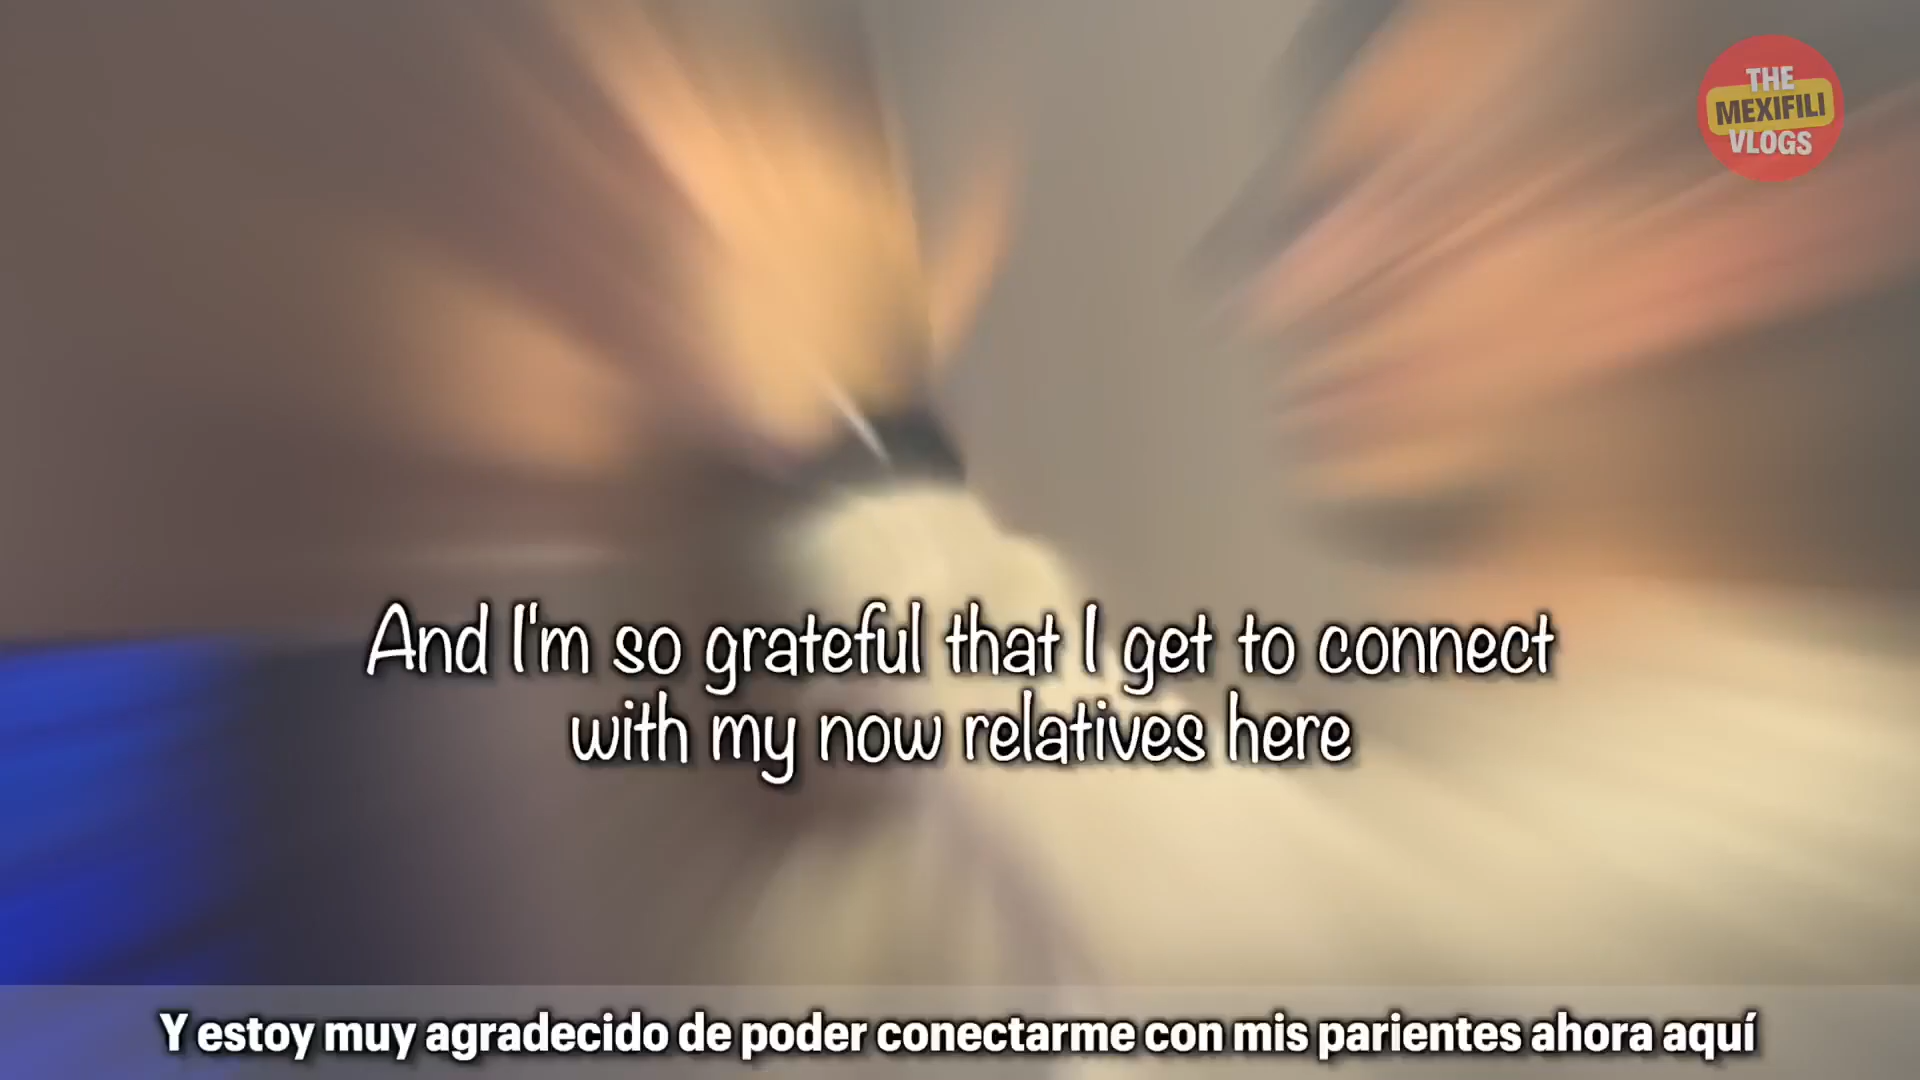 THE
MEXIFILI
VLOGS
And I'm so grateful that I get to connect
with my now relatives here
Y estoy muy agradecido de poder conectarme con mis parientes ahora aquí